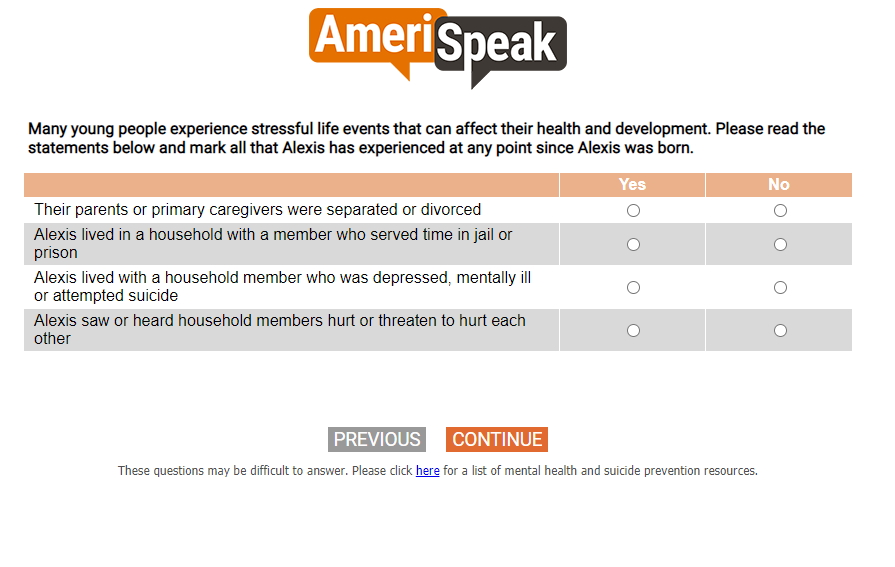 AmeriSpeak
Many young people experience stressful life events that can affect their health and development. Please read the
statements below and mark all that Alexis has experienced at any point since Alexis was born.
Yes No
Their parents or primary caregivers were separated or divorced
Alexis lived in a household with a member who served time in jail or
prison
Alexis lived with a household member who was depressed, mentally ill
or attempted suicide
Alexis saw or heard household members hurt or threaten to hurt each
other
PREVIOUS CONTINUE
These questions may be difficult to answer. Please click here for a list of mental health and suicide prevention resources.